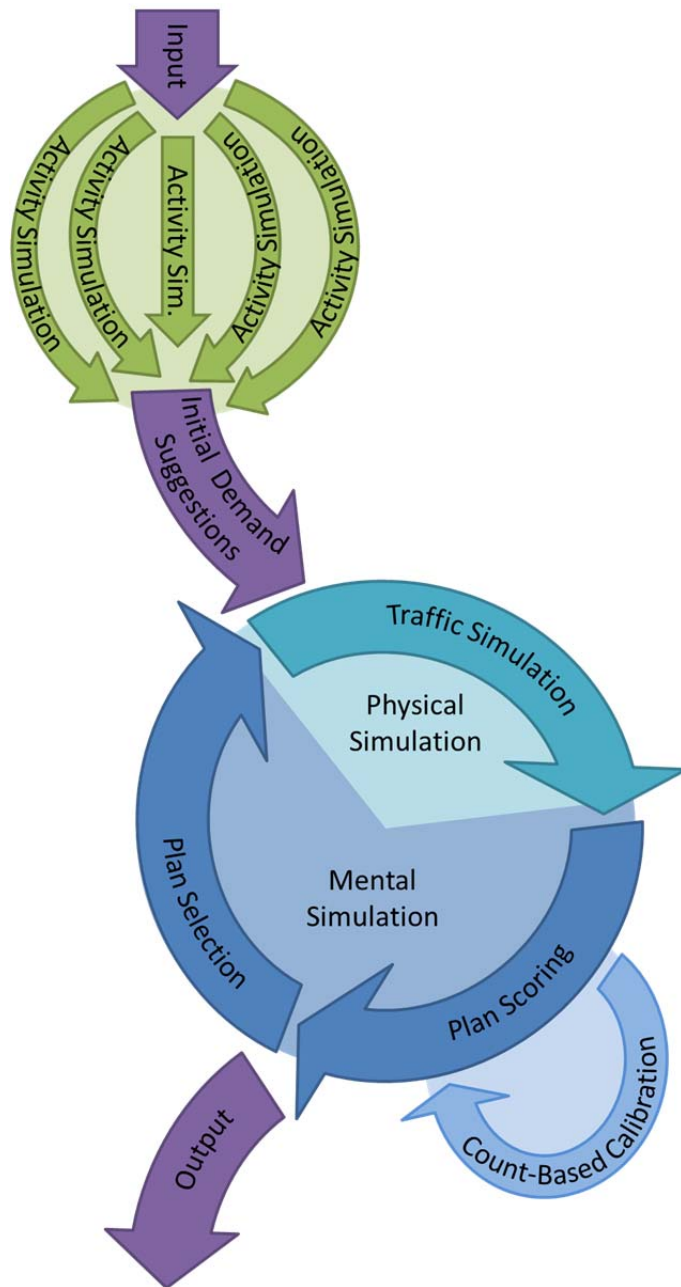 Input
Activity Simulation
Activity Simulation
Activity Sim.
Activity Simulation
Activity Simulation
Initial Demand
Suggestions
Traffic Simulation
Physical
Simulation
Mental
Simulation
Plan Selection
Plan Scoring
Count-Based Calibration
Output